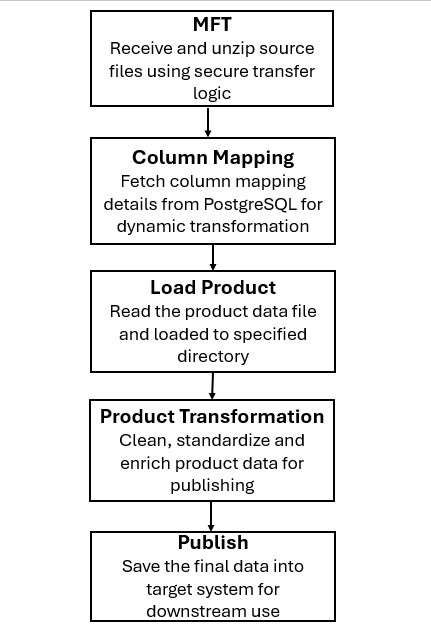 MFT
Receive and unzip source
files using secure transfer
logic
Column Mapping
Fetch column mapping
details from PostgreSQL for
dynamic transformation
Load Product
Read the product data file
and loaded to specified
directory
Product Transformation
Clean, standardize and
enrich product data for
publishing
Publish
Save the final data into
target system for
downstream use